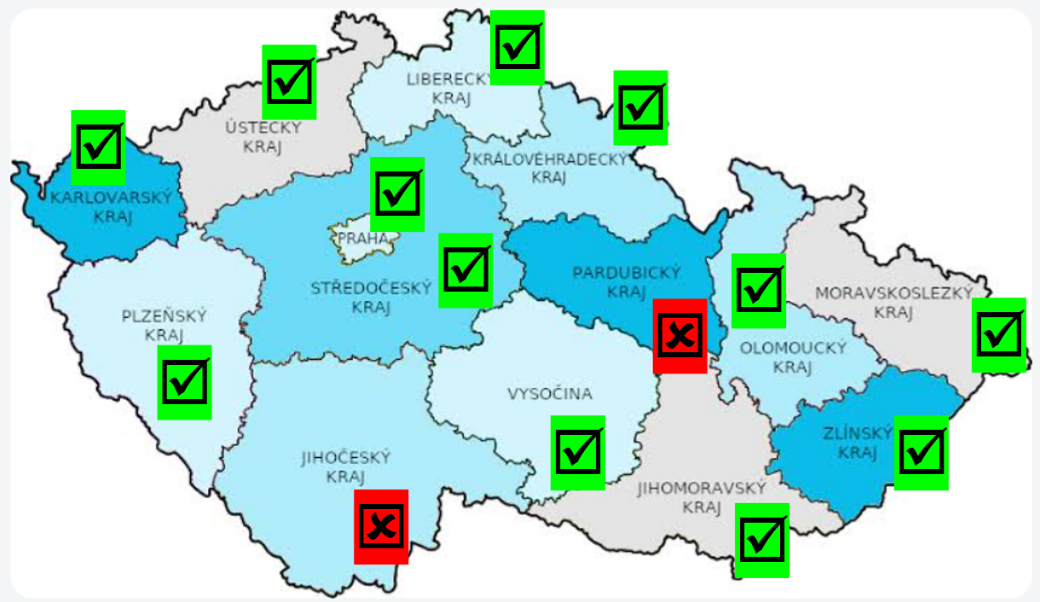 LIBERECKÝ
KRAJ
ÚSTECKÝ
KRAJ
KRÁLOVÉHRADECKÝ
KRAJ
KARLOVARSKÝ
KRAJ
PRAHA
STŘEDOČESKÝ
KRAJ
PARDUBICKÝ
KRAJ
MORAVSKOSLEZKÝ
KRAJ
PLZEŇSKÝ
KRAJ
OLOMOUCKÝ
KRAJ
VYSOČINA
ZLÍNSKÝ
KRAJ
JIHOČESKÝ
KRAJ
JIHOMORAVSKÝ
KRAJ